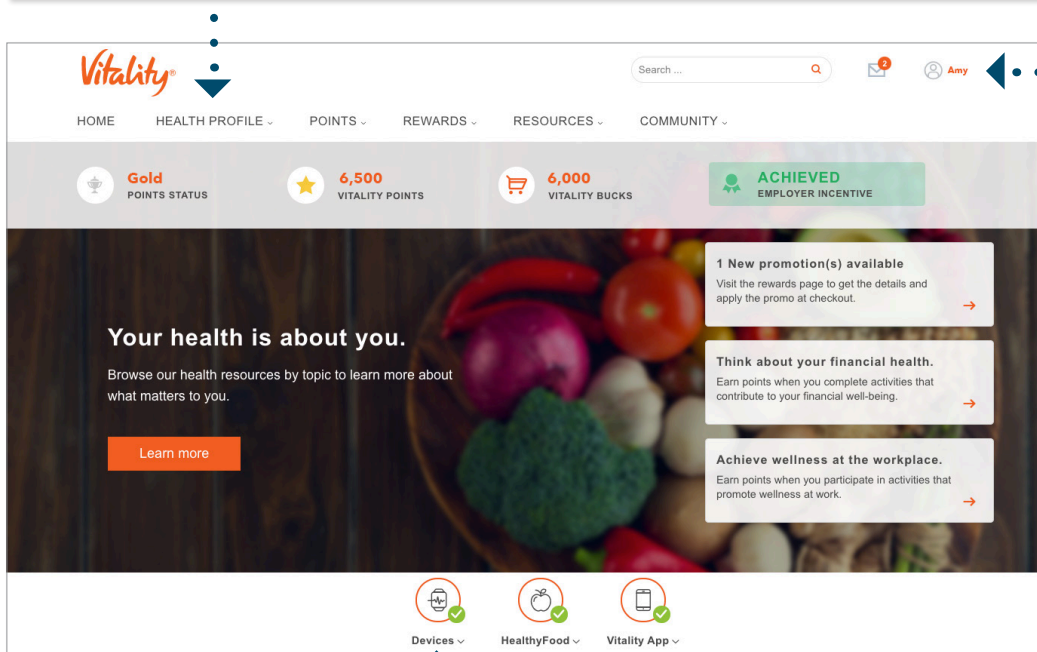 Vitality®
Search ...
2
Amy
HOME HEALTH PROFILE POINTS REWARDS RESOURCES COMMUNITY
Gold
POINTS STATUS
6,500
VITALITY POINTS
6,000
VITALITY BUCKS
ACHIEVED
EMPLOYER INCENTIVE
Your health is about you.
Browse our health resources by topic to learn more about
what matters to you.
Learn more
1 New promotion(s) available
Visit the rewards page to get the details and
apply the promo at checkout.
Think about your financial health.
Earn points when you complete activities that
contribute to your financial well-being.
Achieve wellness at the workplace.
Earn points when you participate in activities that
promote wellness at work.
Devices HealthyFood Vitality App